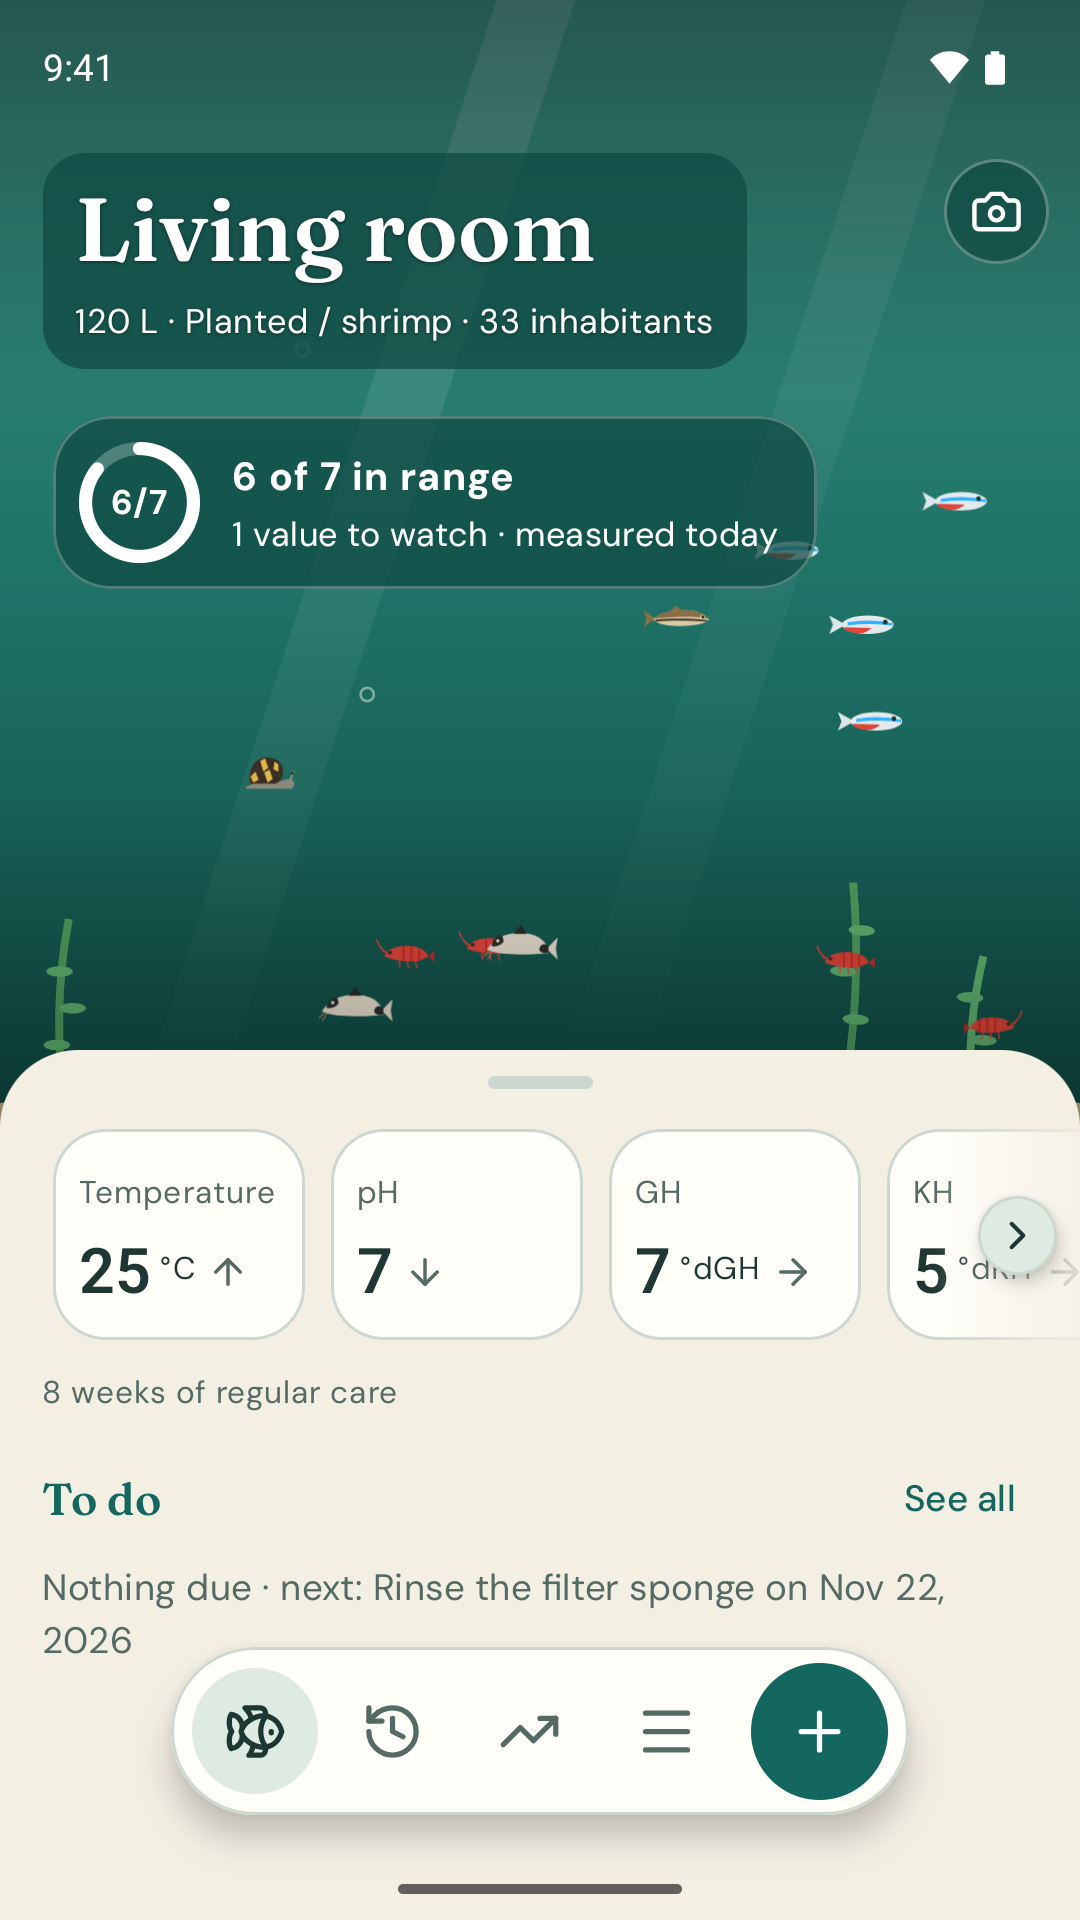 9:41
Living room
120 L · Planted / shrimp · 33 inhabitants
6/7
6 of 7 in range
1 value to watch · measured today
Temperature
25 °C
pH
7
GH
7 °dGH
KH
5 °dKH
8 weeks of regular care
To do
See all
Nothing due · next: Rinse the filter sponge on Nov 22,
2026